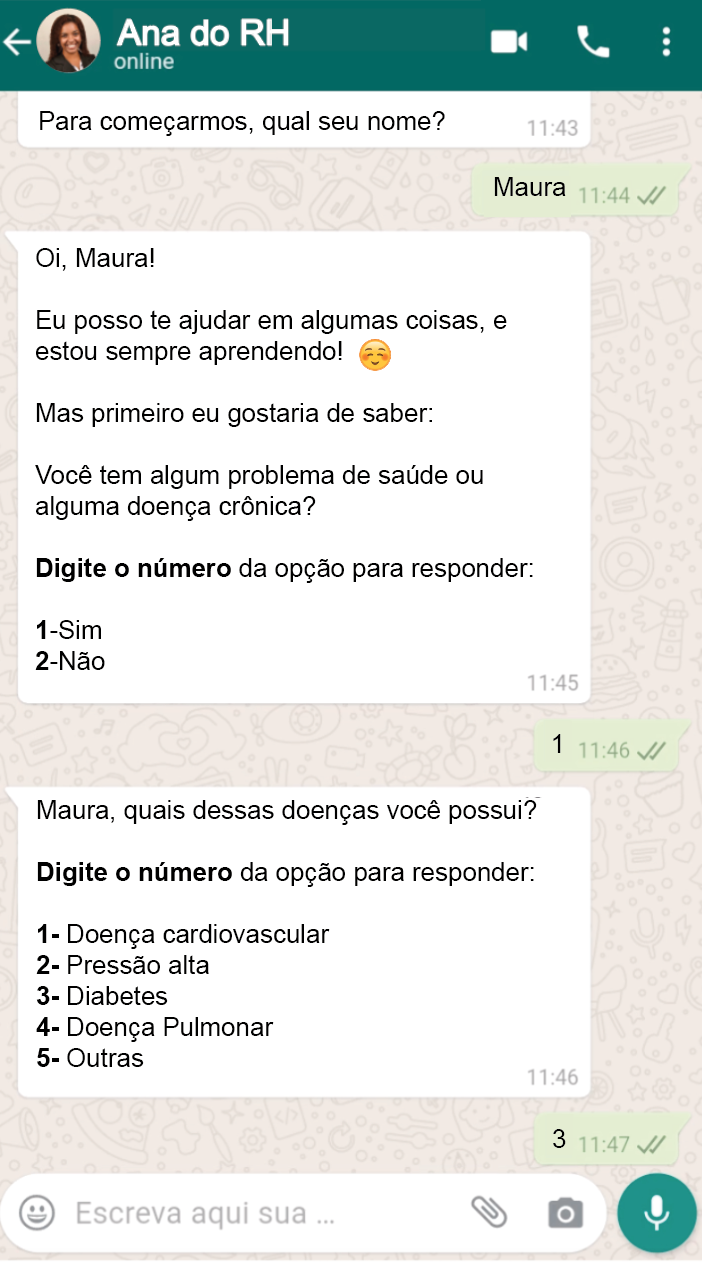 Ana do RH
online
Para começarmos, qual seu nome?
11:43
Maura 11:44
Oi, Maura!
Eu posso te ajudar em algumas coisas, e
estou sempre aprendendo!
Mas primeiro eu gostaria de saber:
Você tem algum problema de saúde ou
alguma doença crônica?
Digite o número da opção para responder:
1-Sim
2-Não
11:45
1 11:46
Maura, quais dessas doenças você possui?
Digite o número da opção para responder:
1- Doença cardiovascular
2- Pressão alta
3- Diabetes
4- Doença Pulmonar
5- Outras
11:46
3 11:47
Escreva aqui sua ...